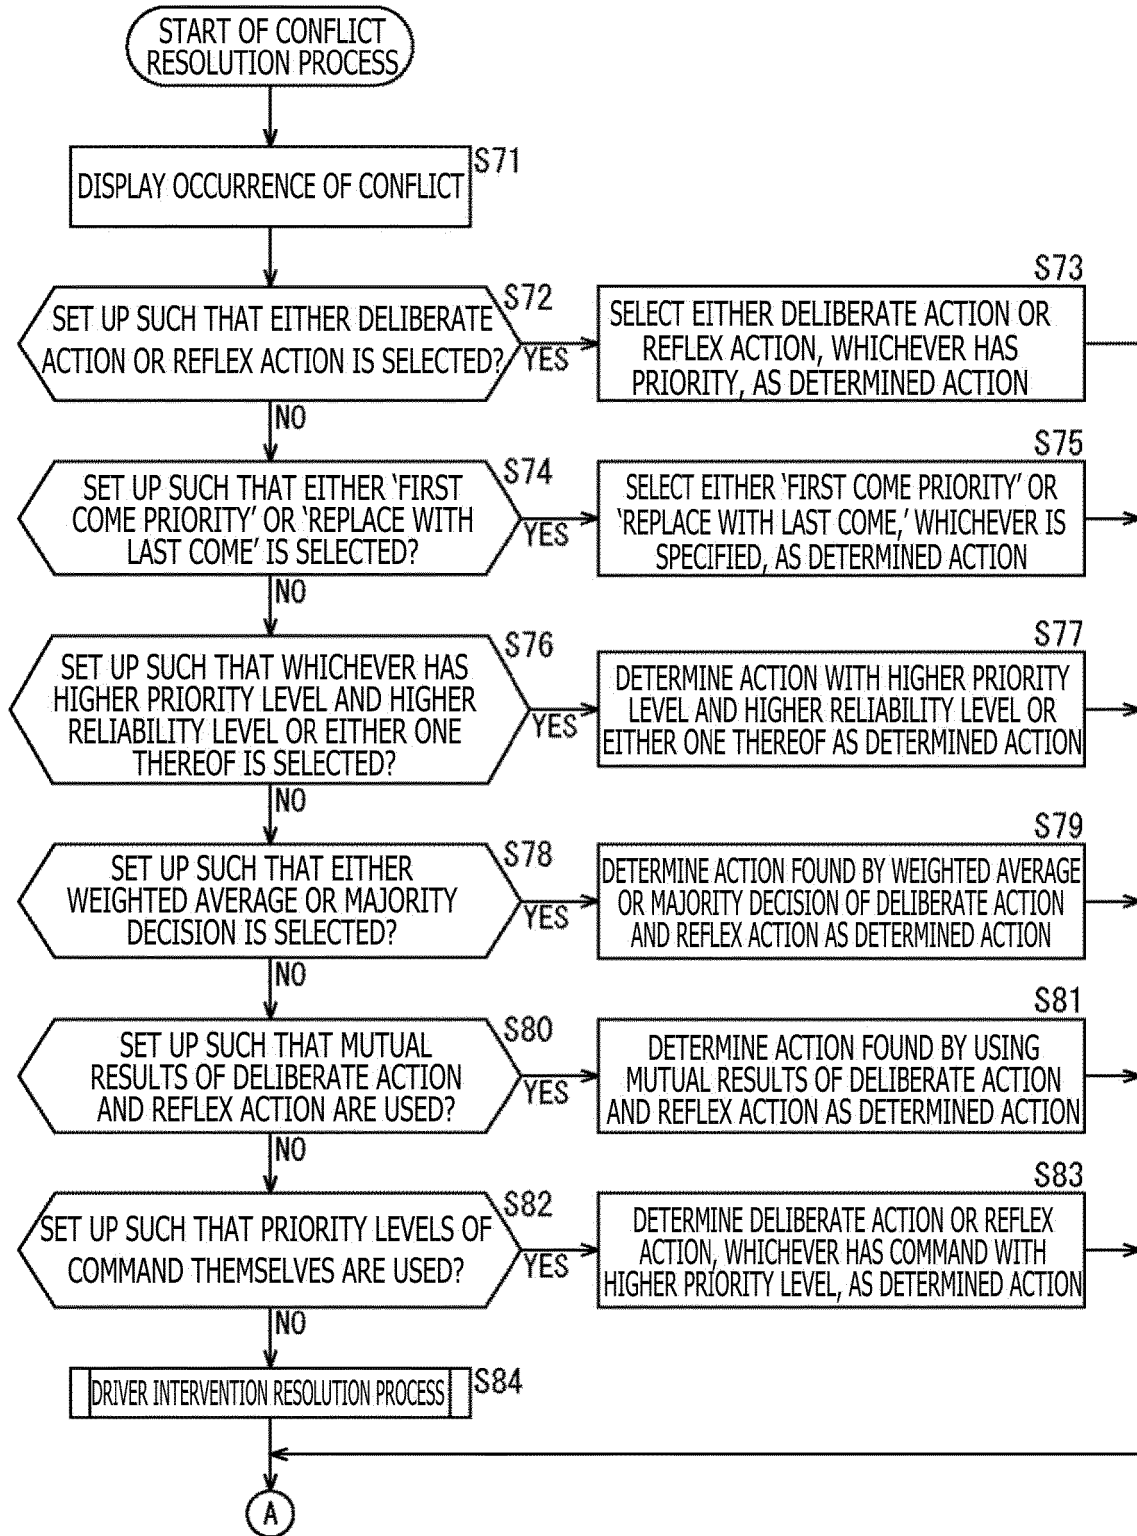 START OF CONFLICT
RESOLUTION PROCESS
S71
DISPLAY OCCURRENCE OF CONFLICT
S72
SET UP SUCH THAT EITHER DELIBERATE
ACTION OR REFLEX ACTION IS SELECTED?
YES
NO
S73
SELECT EITHER DELIBERATE ACTION OR
REFLEX ACTION, WHICHEVER HAS
PRIORITY, AS DETERMINED ACTION
S74
SET UP SUCH THAT EITHER ‘FIRST
COME PRIORITY’ OR ‘REPLACE WITH
LAST COME’ IS SELECTED?
YES
NO
S75
SELECT EITHER ‘FIRST COME PRIORITY’ OR
‘REPLACE WITH LAST COME,’ WHICHEVER IS
SPECIFIED, AS DETERMINED ACTION
S76
SET UP SUCH THAT WHICHEVER HAS
HIGHER PRIORITY LEVEL AND HIGHER
RELIABILITY LEVEL OR EITHER ONE
THEREOF IS SELECTED?
YES
NO
S77
DETERMINE ACTION WITH HIGHER PRIORITY
LEVEL AND HIGHER RELIABILITY LEVEL OR
EITHER ONE THEREOF AS DETERMINED ACTION
S78
SET UP SUCH THAT EITHER
WEIGHTED AVERAGE OR MAJORITY
DECISION IS SELECTED?
YES
NO
S79
DETERMINE ACTION FOUND BY WEIGHTED AVERAGE
OR MAJORITY DECISION OF DELIBERATE ACTION
AND REFLEX ACTION AS DETERMINED ACTION
S80
SET UP SUCH THAT MUTUAL
RESULTS OF DELIBERATE ACTION
AND REFLEX ACTION ARE USED?
YES
NO
S81
DETERMINE ACTION FOUND BY USING
MUTUAL RESULTS OF DELIBERATE ACTION
AND REFLEX ACTION AS DETERMINED ACTION
S82
SET UP SUCH THAT PRIORITY LEVELS OF
COMMAND THEMSELVES ARE USED?
YES
NO
S83
DETERMINE DELIBERATE ACTION OR REFLEX
ACTION, WHICHEVER HAS COMMAND WITH
HIGHER PRIORITY LEVEL, AS DETERMINED ACTION
S84
DRIVER INTERVENTION RESOLUTION PROCESS
A